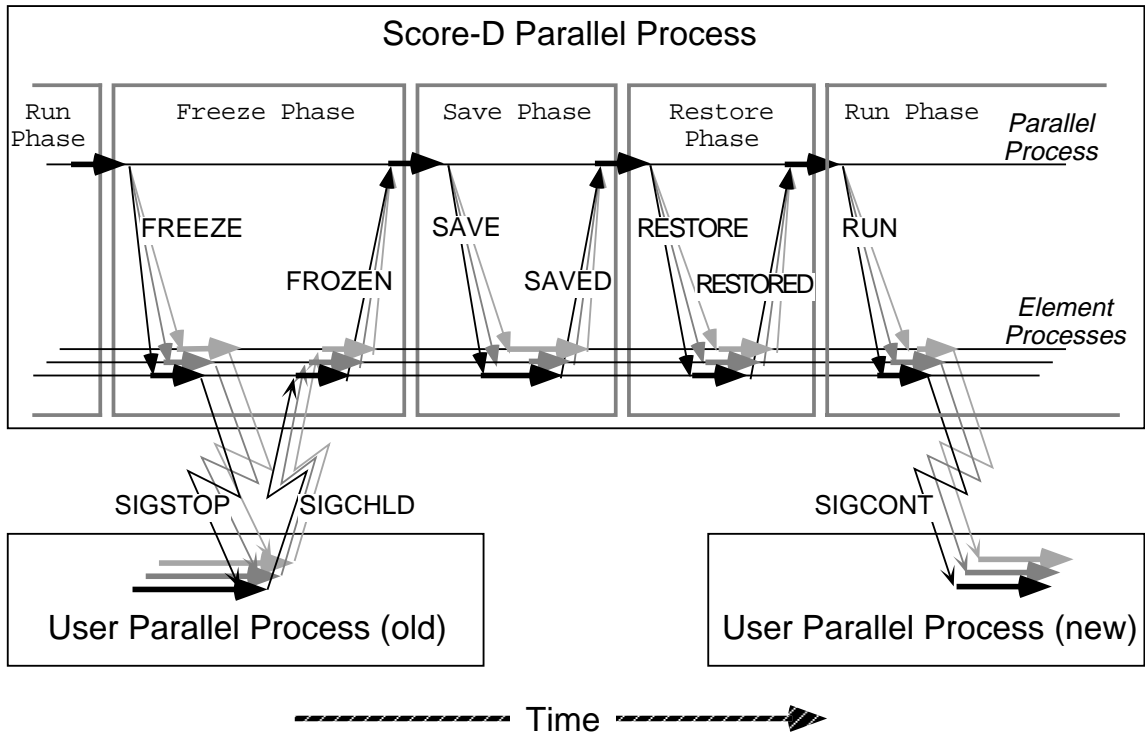 Score-D Parallel Process
Run
Phase
Freeze Phase
Save Phase
Restore
Phase
Run Phase
Parallel
Process
FREEZE
SAVE
RESTORE
RUN
FROZEN
SAVED
RESTORED
Element
Processes
SIGSTOP
SIGCHLD
SIGCONT
User Parallel Process (old)
User Parallel Process (new)
Time